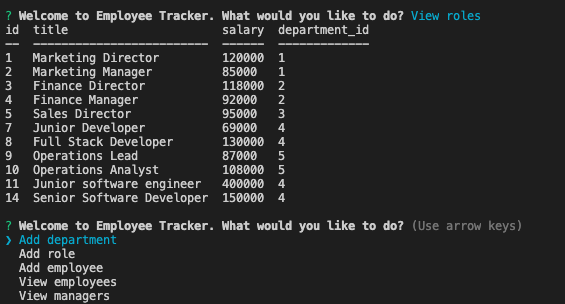 ? Welcome to Employee Tracker. What would you like to do? View roles
id  title                      salary  department_id
--  -------------------------  ------  -------------
1   Marketing Director         120000  1
2   Marketing Manager          85000   1
3   Finance Director           118000  2
4   Finance Manager            92000   2
5   Sales Director             95000   3
7   Junior Developer           69000   4
8   Full Stack Developer       130000  4
9   Operations Lead            87000   5
10  Operations Analyst         108000  5
11  Junior software engineer   400000  4
14  Senior Software Developer  150000  4
? Welcome to Employee Tracker. What would you like to do? (Use arrow keys)
❯ Add department
  Add role
  Add employee
  View employees
  View managers